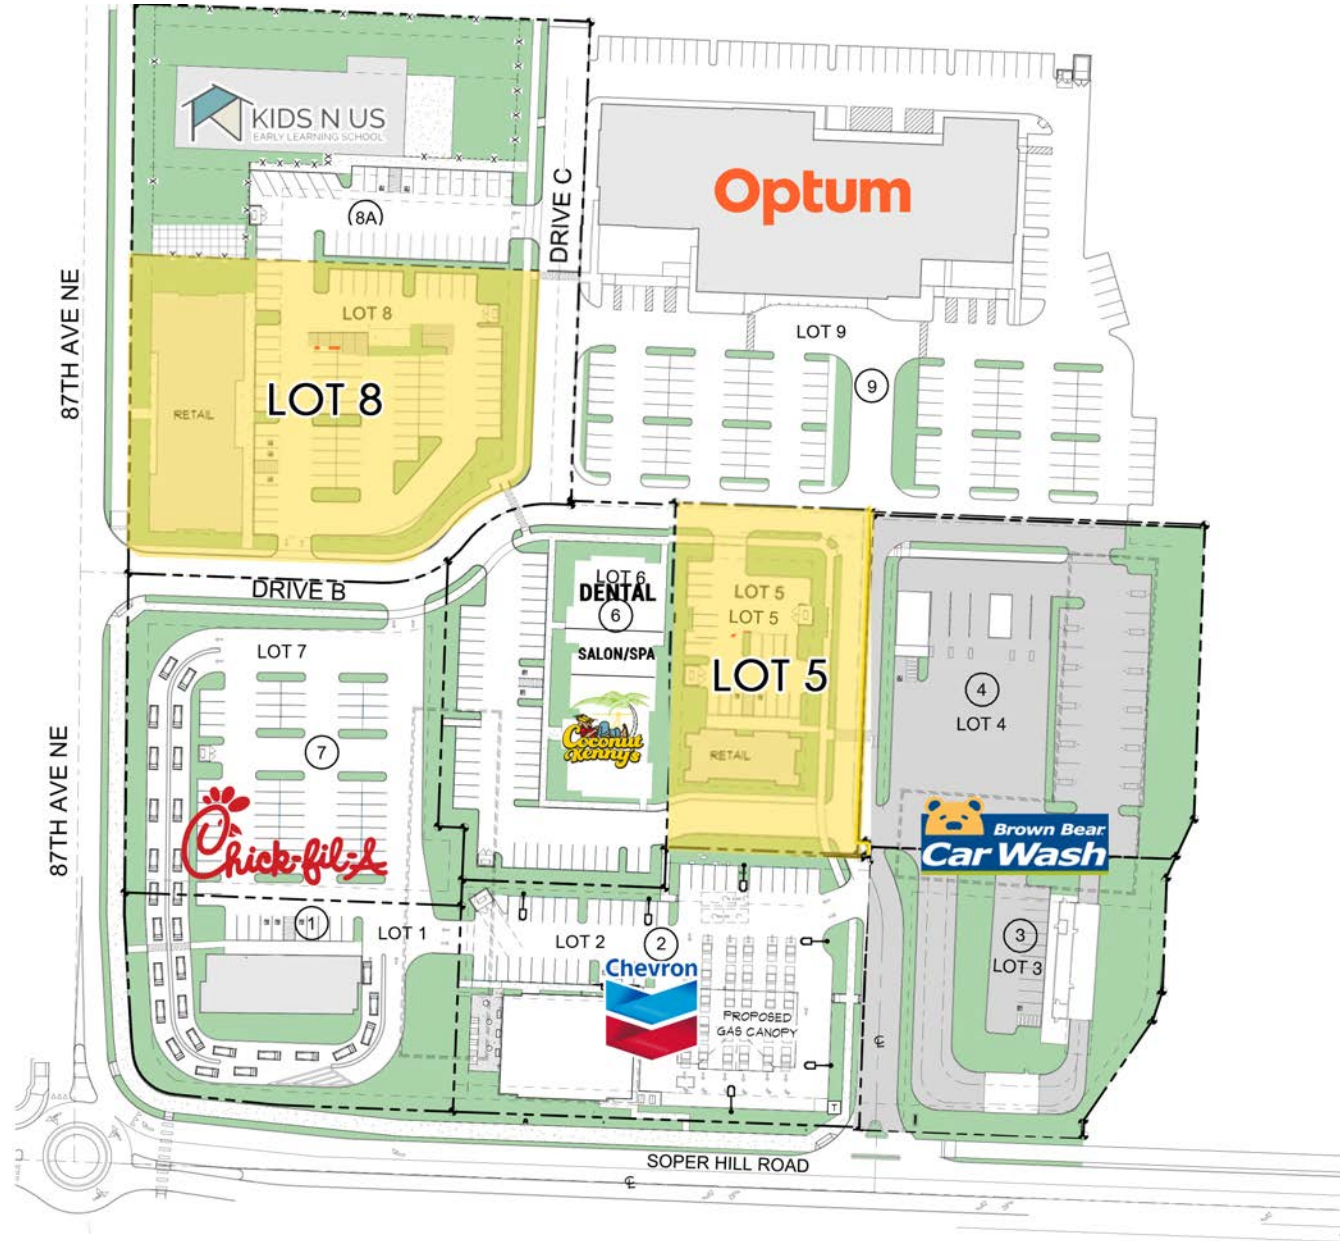 KIDS N US
EARLY LEARNING SCHOOL
8A
DRIVE C
Optum
87TH AVE NE
LOT 8
LOT 8
RETAIL
LOT 9
9
DRIVE B
LOT 6
DENTAL
6
SALON/SPA
Coconut
Kenny's
LOT 5
LOT 5
LOT 5
RETAIL
4
LOT 4
LOT 7
7
87TH AVE NE
Chick-fil-A
Brown Bear
Car Wash
1
LOT 1
LOT 2
2
Chevron
PROPOSED
GAS CANOPY
3
LOT 3
T
SOPER HILL ROAD